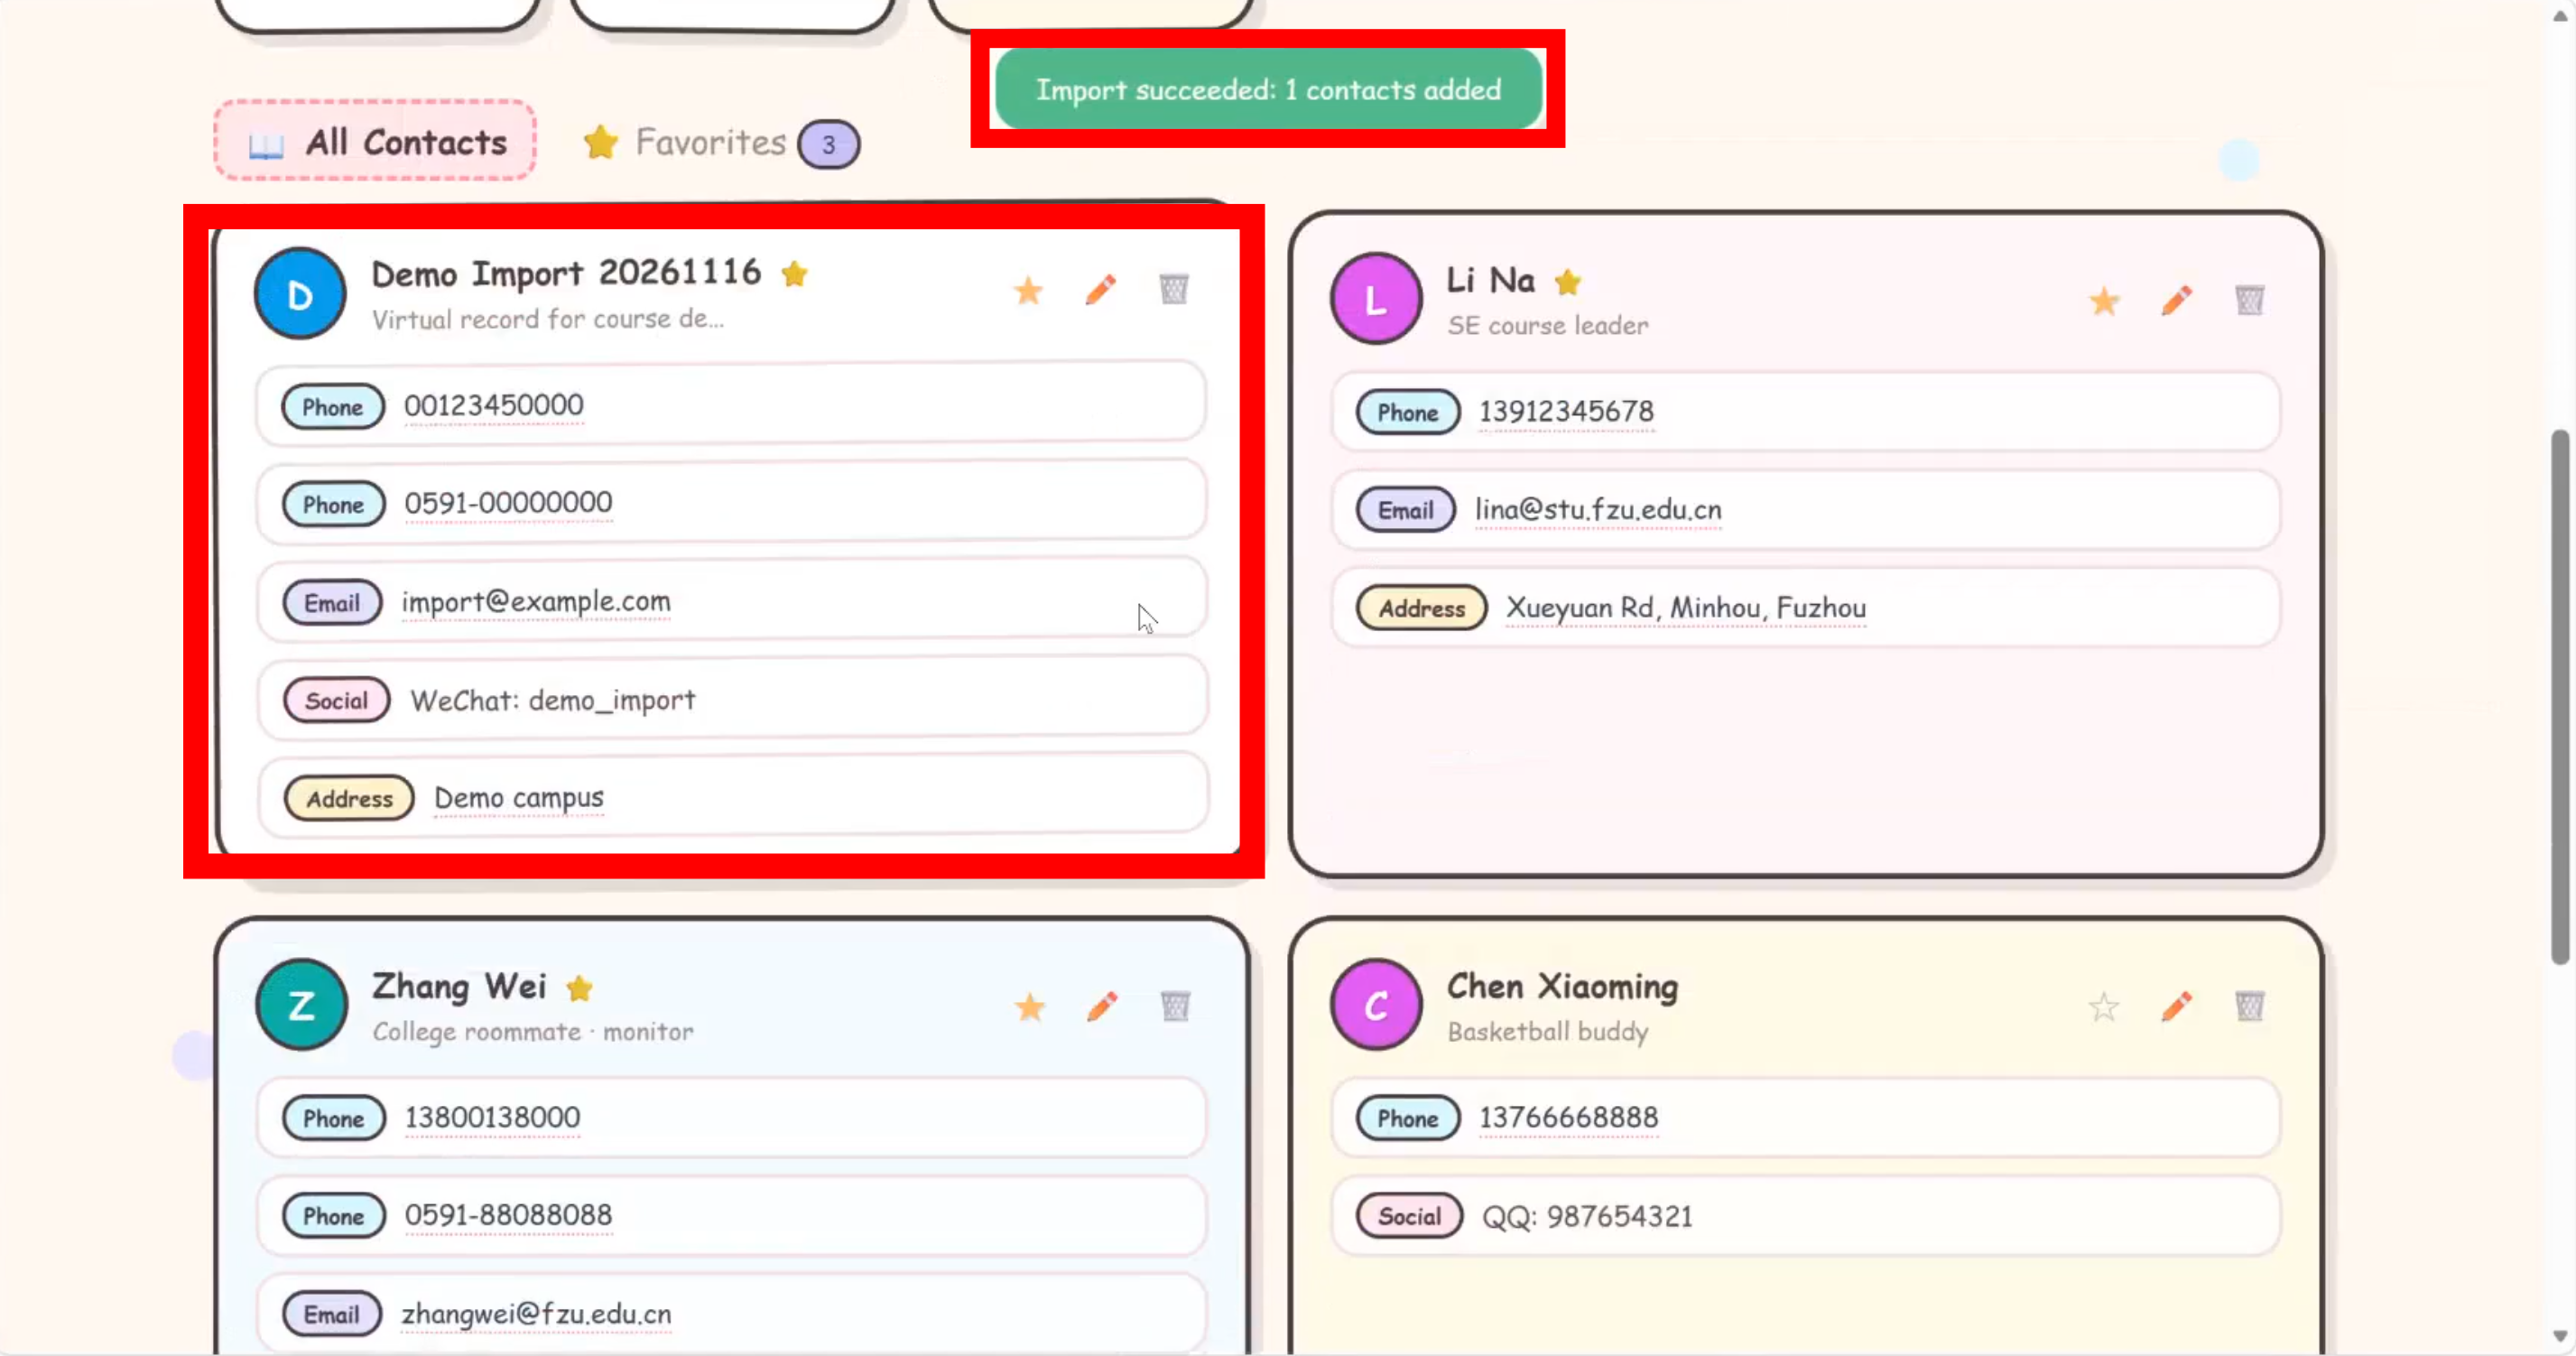 Import succeeded: 1 contacts added
All Contacts
Favorites 3
D
Demo Import 20261116
Virtual record for course de...
Phone 00123450000
Phone 0591-00000000
Email import@example.com
Social WeChat: demo_import
Address Demo campus
L
Li Na
SE course leader
Phone 13912345678
Email lina@stu.fzu.edu.cn
Address Xueyuan Rd, Minhou, Fuzhou
Z
Zhang Wei
College roommate · monitor
Phone 13800138000
Phone 0591-88088088
Email zhangwei@fzu.edu.cn
C
Chen Xiaoming
Basketball buddy
Phone 13766668888
Social QQ: 987654321